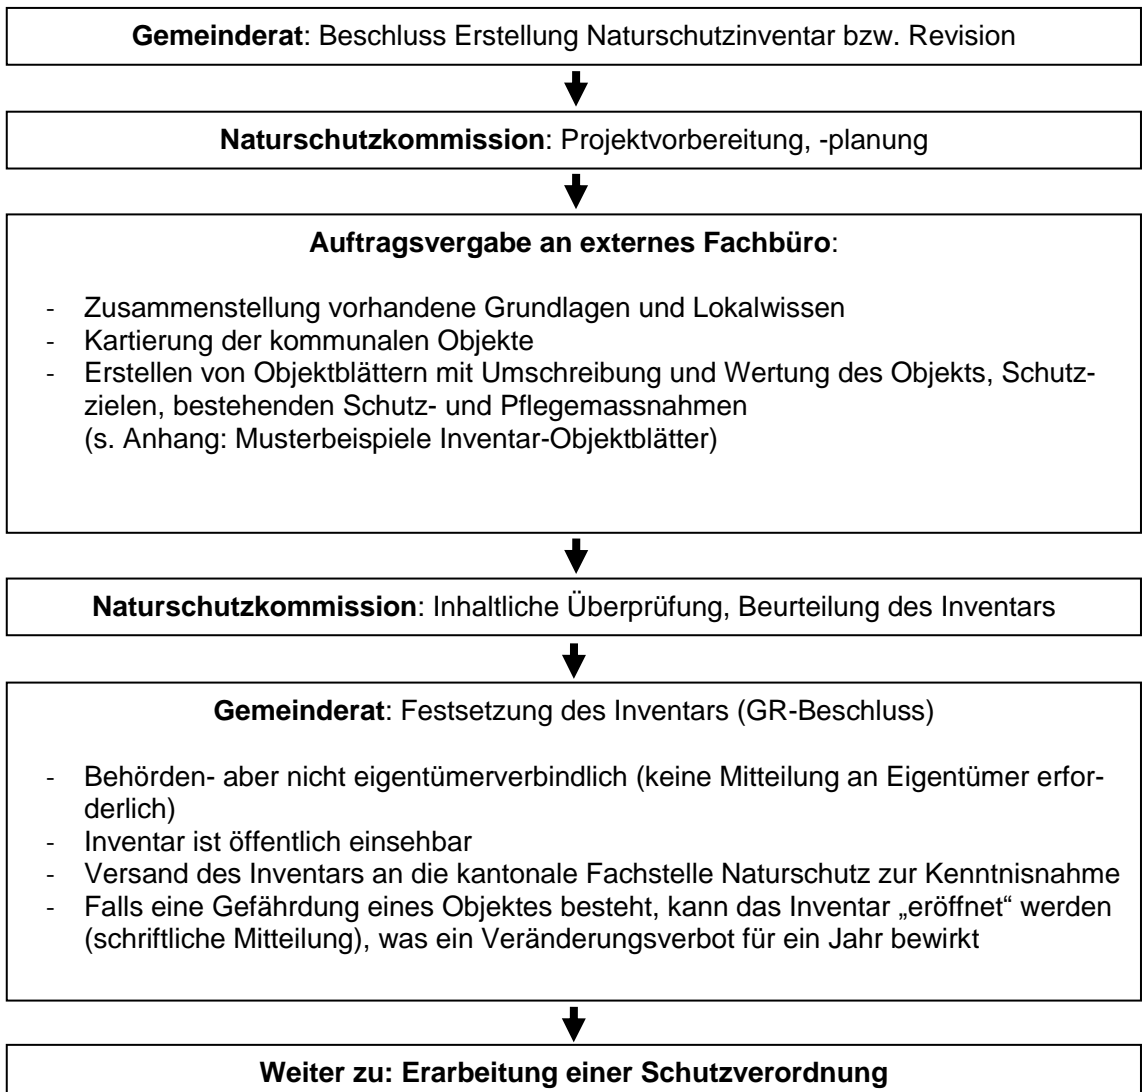 Gemeinderat: Beschluss Erstellung Naturschutzinventar bzw. Revision
Naturschutzkommission: Projektvorbereitung, -planung
Auftragsvergabe an externes Fachbüro:
- Zusammenstellung vorhandene Grundlagen und Lokalwissen
- Kartierung der kommunalen Objekte
- Erstellen von Objektblättern mit Umschreibung und Wertung des Objekts, Schutz-
zielen, bestehenden Schutz- und Pflegemassnahmen
(s. Anhang: Musterbeispiele Inventar-Objektblätter)
Naturschutzkommission: Inhaltliche Überprüfung, Beurteilung des Inventars
Gemeinderat: Festsetzung des Inventars (GR-Beschluss)
- Behörden- aber nicht eigentümerverbindlich (keine Mitteilung an Eigentümer erfor-
derlich)
- Inventar ist öffentlich einsehbar
- Versand des Inventars an die kantonale Fachstelle Naturschutz zur Kenntnisnahme
- Falls eine Gefährdung eines Objektes besteht, kann das Inventar „eröffnet“ werden
(schriftliche Mitteilung), was ein Veränderungsverbot für ein Jahr bewirkt
Weiter zu: Erarbeitung einer Schutzverordnung